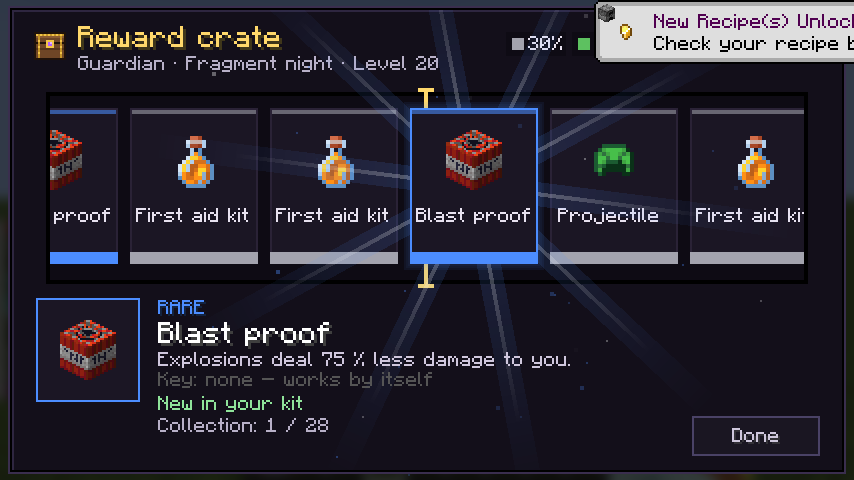 Reward crate
Guardian · Fragment night · Level 20
30%
New Recipe(s)
Check your recipe
proof
First aid kit
First aid kit
Blast proof
Projectile
First aid
RARE
Blast proof
Explosions deal 75 % less damage to you.
Key: none — works by itself
New in your kit
Collection: 1 / 28
Done